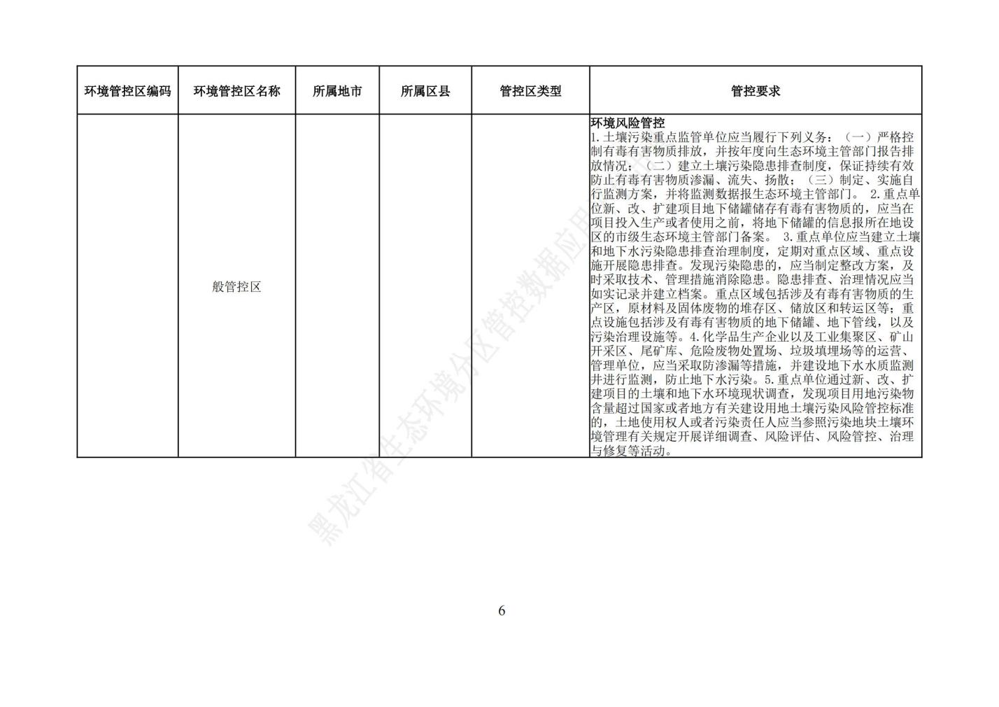 环境管控区编码 环境管控区名称 所属地市 所属区县 管控区类型 管控要求
般管控区
环境风险管控
1.土壤污染重点监管单位应当履行下列义务：（一）严格控
制有毒有害物质排放，并按年度向生态环境主管部门报告排
放情况；（二）建立土壤污染隐患排查制度，保证持续有效
防止有毒有害物质渗漏、流失、扬散；（三）制定、实施自
行监测方案，并将监测数据报生态环境主管部门。 2.重点单
位新、改、扩建项目地下储罐储存有毒有害物质的，应当在
项目投入生产或者使用之前，将地下储罐的信息报所在地设
区的市级生态环境主管部门备案。 3.重点单位应当建立土壤
和地下水污染隐患排查治理制度，定期对重点区域、重点设
施开展隐患排查。发现污染隐患的，应当制定整改方案，及
时采取技术、管理措施消除隐患。隐患排查、治理情况应当
如实记录并建立档案。重点区域包括涉及有毒有害物质的生
产区，原材料及固体废物的堆存区、储放区和转运区等；重
点设施包括涉及有毒有害物质的地下储罐、地下管线，以及
污染治理设施等。4.化学品生产企业以及工业集聚区、矿山
开采区、尾矿库、危险废物处置场、垃圾填埋场等的运营、
管理单位，应当采取防渗漏等措施，并建设地下水水质监测
井进行监测，防止地下水污染。5.重点单位通过新、改、扩
建项目的土壤和地下水环境现状调查，发现项目用地污染物
含量超过国家或者地方有关建设用地土壤污染风险管控标准
的，土地使用权人或者污染责任人应当参照污染地块土壤环
境管理有关规定开展详细调查、风险评估、风险管控、治理
与修复等活动。
黑龙江省生态环境分区管控数据应用
6